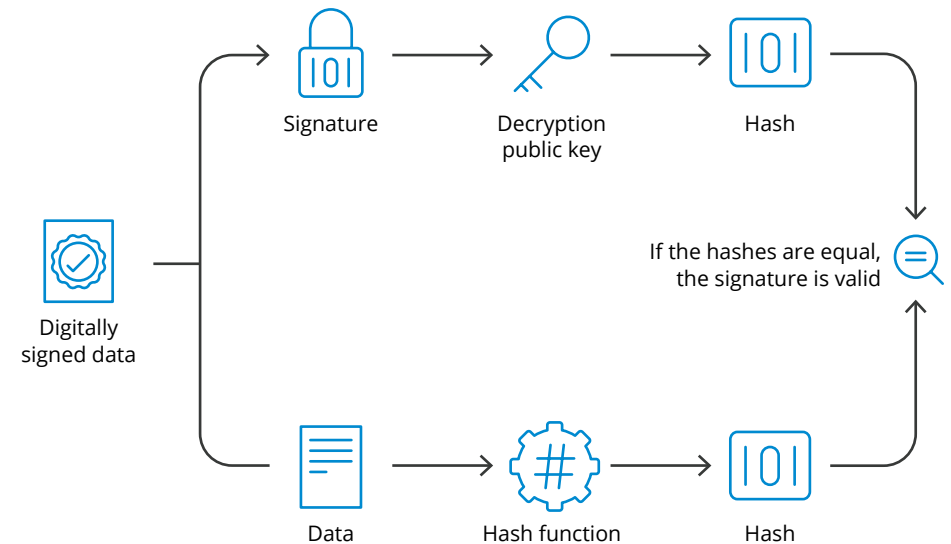 Signature
Decryption
public key
Hash
If the hashes are equal,
the signature is valid
Digitally
signed data
Data
Hash function
Hash